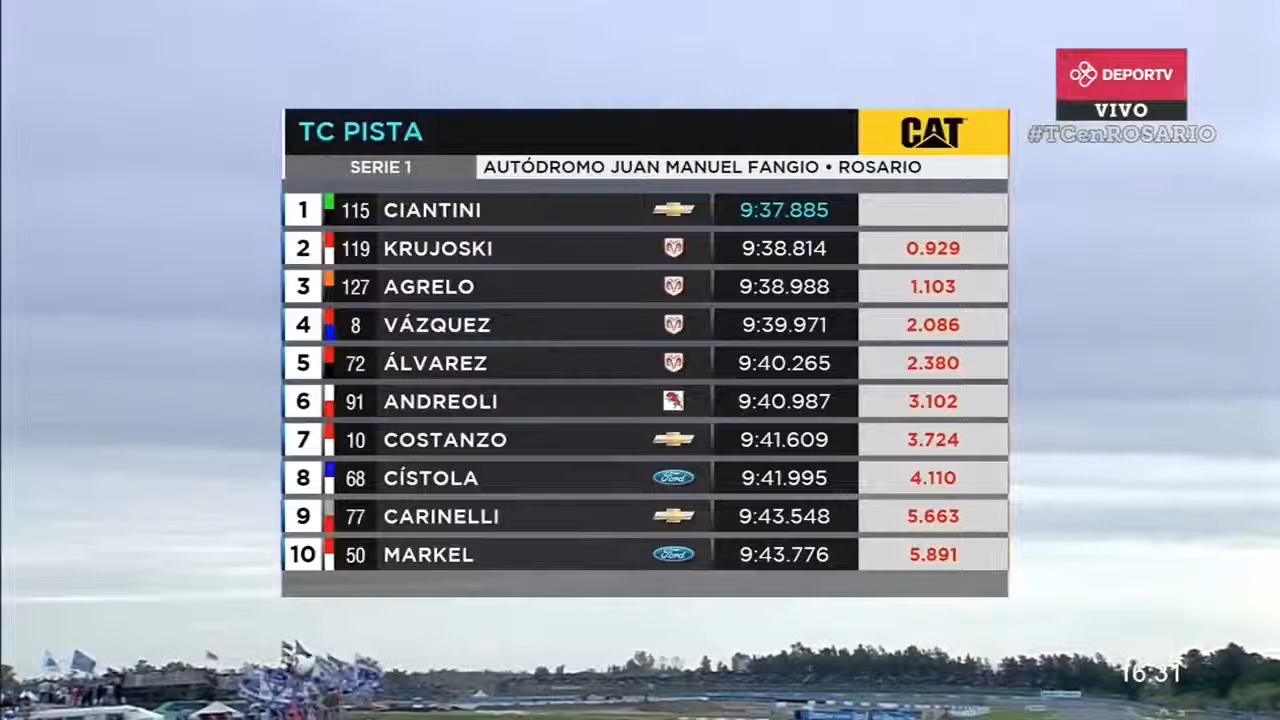 DEPORTV
VIVO
#TCenROSARIO
TC PISTA
CAT
SERIE 1
AUTÓDROMO JUAN MANUEL FANGIO • ROSARIO
1 115 CIANTINI 9:37.885
2 119 KRUJOSKI 9:38.814 0.929
3 127 AGRELO 9:38.988 1.103
4 8 VÁZQUEZ 9:39.971 2.086
5 72 ÁLVAREZ 9:40.265 2.380
6 91 ANDREOLI 9:40.987 3.102
7 10 COSTANZO 9:41.609 3.724
8 68 CÍSTOLA Ford 9:41.995 4.110
9 77 CARINELLI 9:43.548 5.663
10 50 MARKEL Ford 9:43.776 5.891
16:31